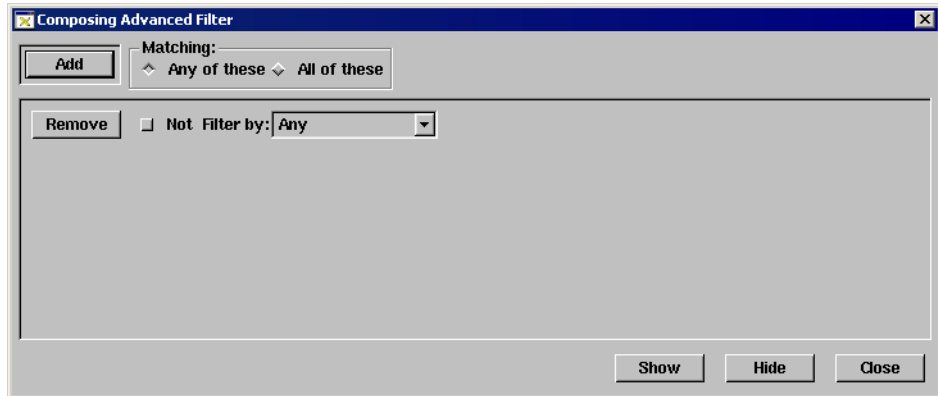 Composing Advanced Filter
Matching:
Add Any of these All of these
Remove Not Filter by: Any
Show Hide Close